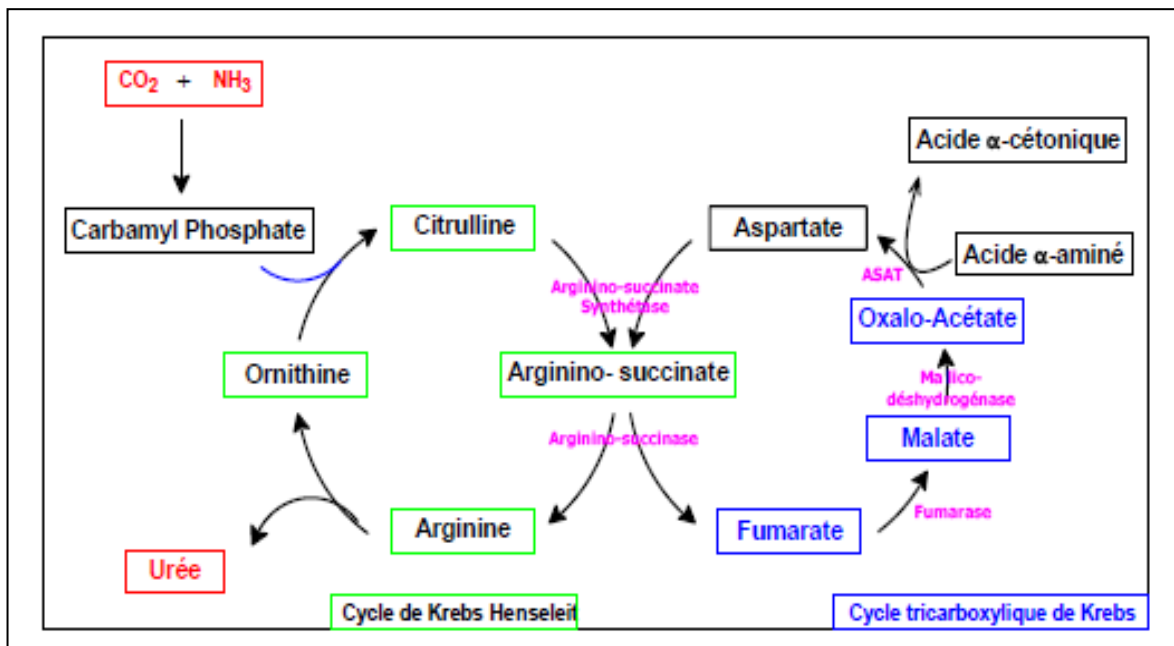 CO₂ + NH₃
Acide α-cétonique
Carbamyl Phosphate
Citrulline
Aspartate
Acide α-aminé
ASAT
Arginino-succinate
Synthétase
Oxalo-Acétate
Ornithine
Arginino- succinate
Malico-
déshydrogénase
Arginino-succinase
Malate
Arginine
Fumarate
Fumarase
Urée
Cycle de Krebs Henseleit
Cycle tricarboxylique de Krebs